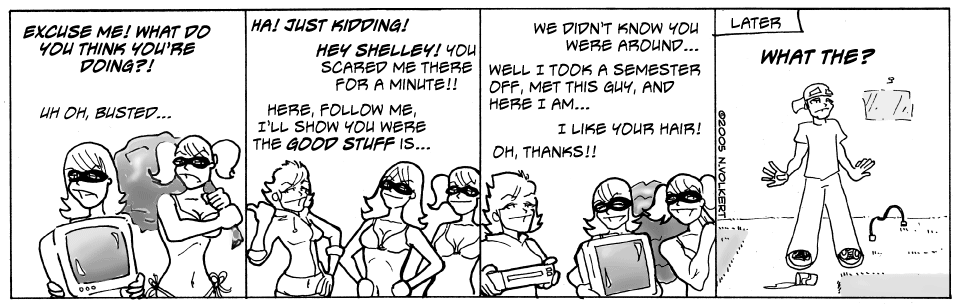 EXCUSE ME! WHAT DO
YOU THINK YOU'RE
DOING?!
UH OH, BUSTED...
HA! JUST KIDDING!
HEY SHELLEY! YOU
SCARED ME THERE
FOR A MINUTE!!
HERE, FOLLOW ME,
I'LL SHOW YOU WERE
THE GOOD STUFF IS...
WE DIDN'T KNOW YOU
WERE AROUND...
WELL I TOOK A SEMESTER
OFF, MET THIS GUY, AND
HERE I AM...
I LIKE YOUR HAIR!
OH, THANKS!!
LATER
WHAT THE?
©2005 N.VOLKERT